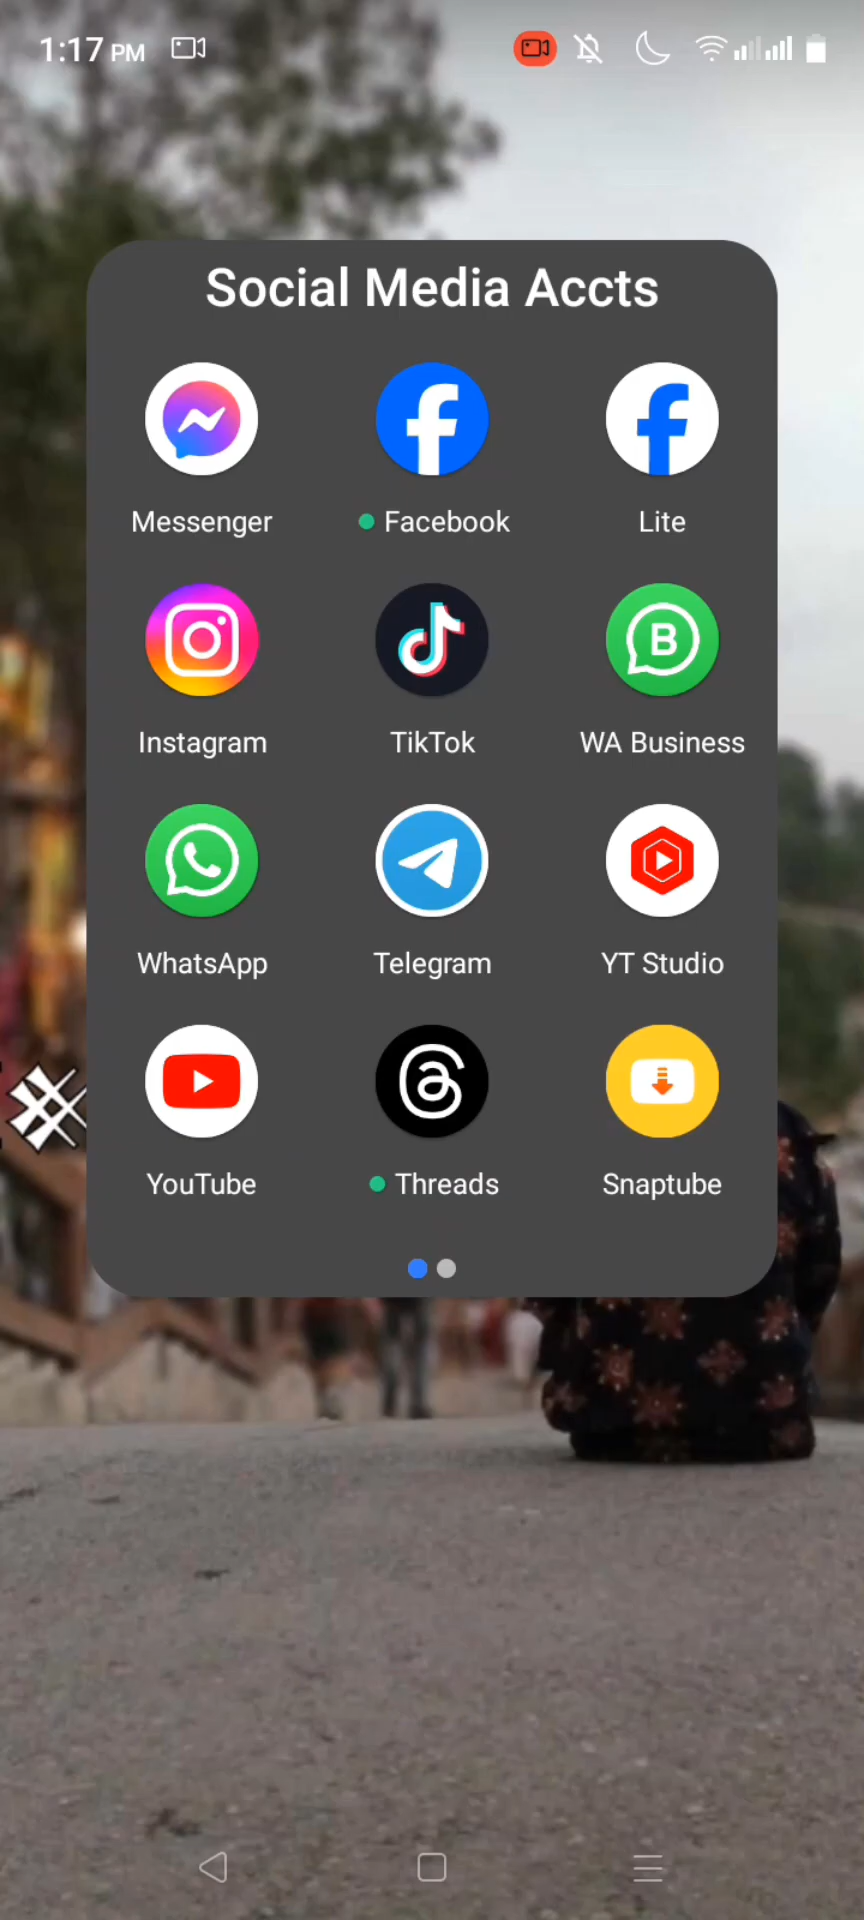 1:17 PM
Social Media Accts
Messenger
Facebook
Lite
Instagram
TikTok
B
WA Business
WhatsApp
Telegram
YT Studio
YouTube
Threads
Snaptube